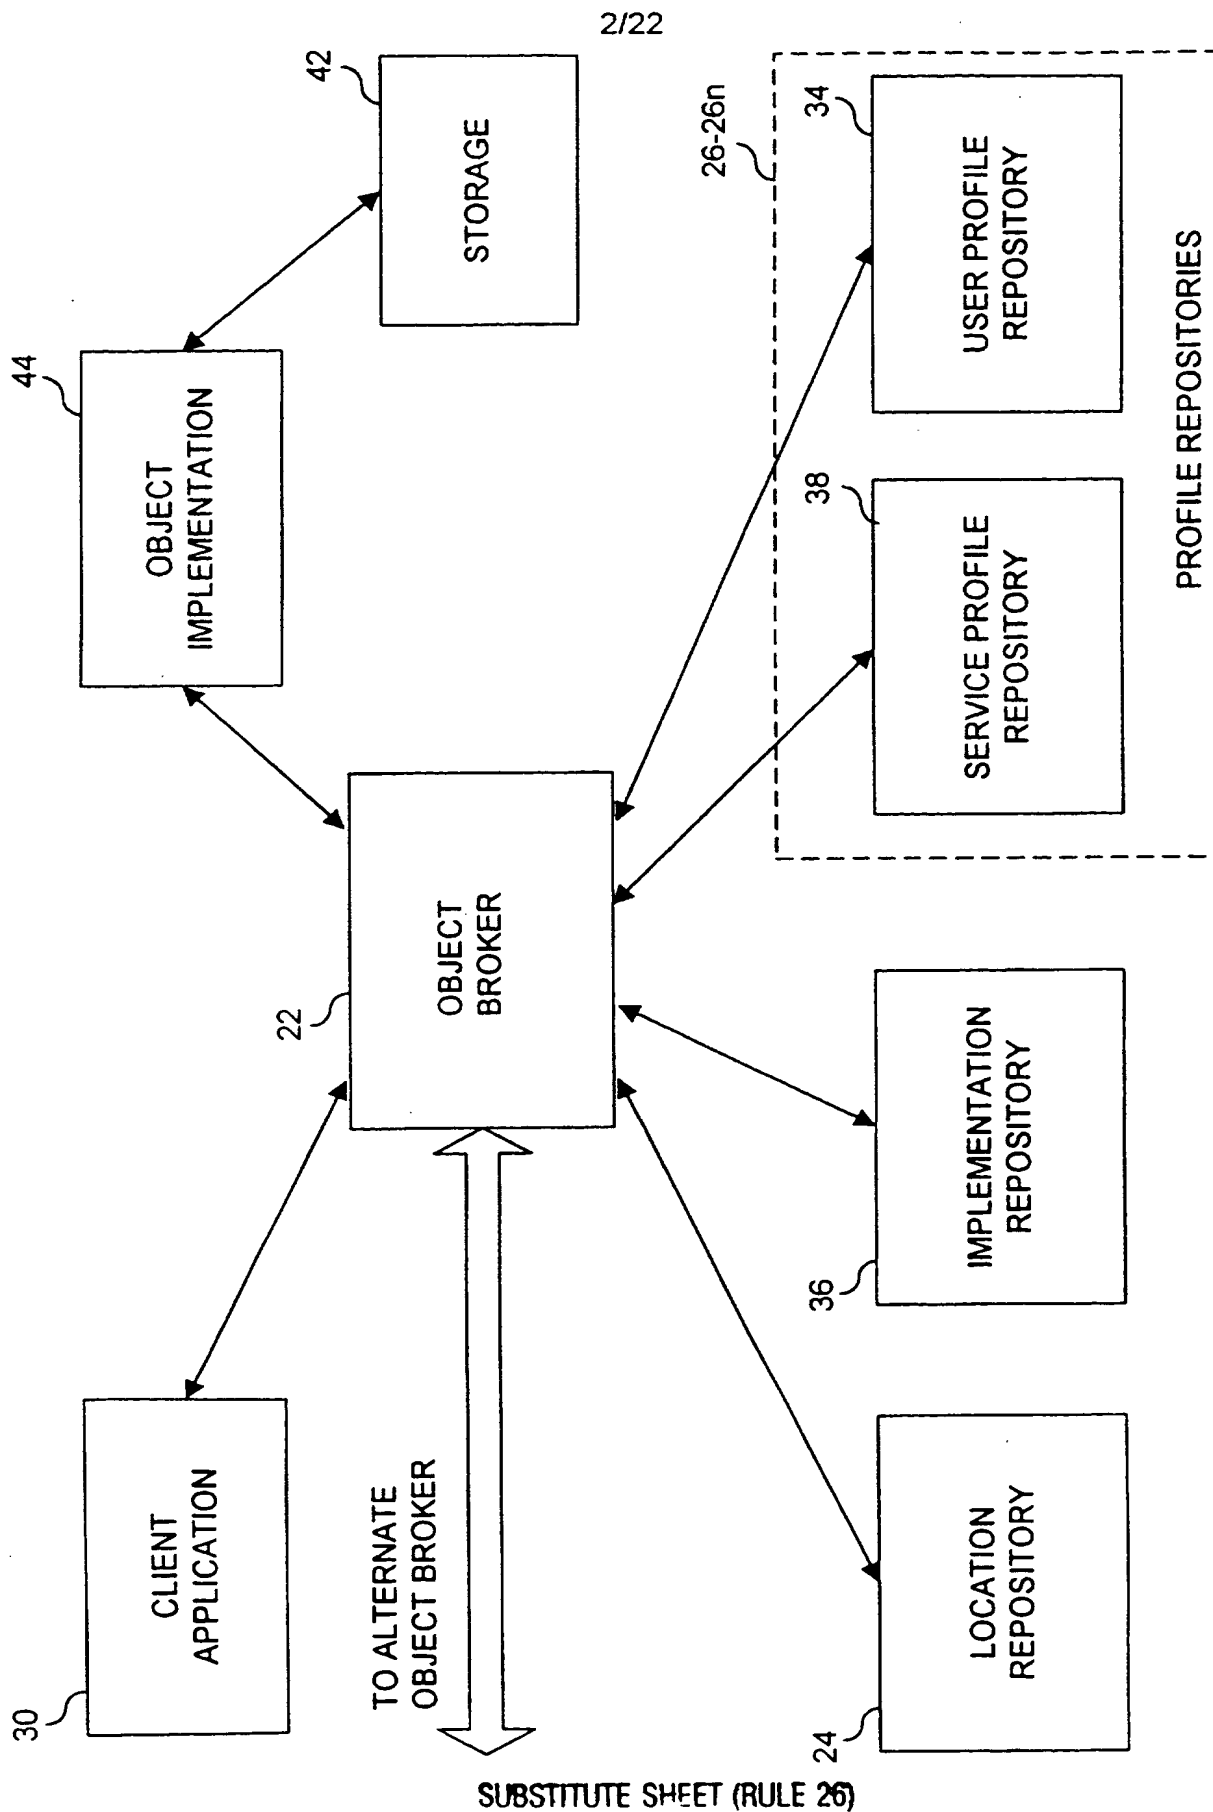 2/22
30
CLIENT
APPLICATION
44
OBJECT
IMPLEMENTATION
42
STORAGE
TO ALTERNATE
OBJECT BROKER
22
OBJECT
BROKER
26-26n
24
LOCATION
REPOSITORY
36
IMPLEMENTATION
REPOSITORY
38
SERVICE PROFILE
REPOSITORY
34
USER PROFILE
REPOSITORY
PROFILE REPOSITORIES
SUBSTITUTE SHEET (RULE 26)